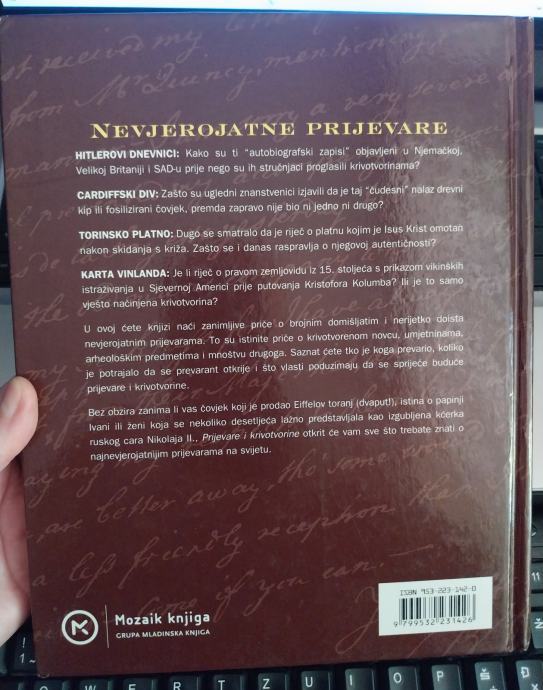 NEVJEROJATNE PRIJEVARE
HITLEROVI DNEVNICI: Kako su ti "autobiografski zapisi" objavljeni u Njemačkoj,
Velikoj Britaniji i SAD-u prije nego su ih stručnjaci proglasili krivotvorinama?
CARDIFFSKI DIV: Zašto su ugledni znanstvenici izjavili da je taj "čudesni" nalaz drevni
kip ili fosilizirani čovjek, premda zapravo nije bio ni jedno ni drugo?
TORINSKO PLATNO: Dugo se smatralo da je riječ o platnu kojim je Isus Krist omotan
nakon skidanja s križa. Zašto se i danas raspravlja o njegovoj autentičnosti?
KARTA VINLANDA: Je li riječ o pravom zemljovidu iz 15. stoljeća s prikazom vikinških
istraživanja u Sjevernoj Americi prije putovanja Kristofora Kolumba? Ili je to samo
vješto načinjena krivotvorina?
U ovoj ćete knjizi naći zanimljive priče o brojnim domišljatim i nerijetko doista
nevjerojatnim prijevarama. To su istinite priče o krivotvorenom novcu, umjetninama,
arheološkim predmetima i mnoštvu drugoga. Saznat ćete tko je koga prevario, koliko
je potrajalo da se prevarant otkrije i što vlasti poduzimaju da se spriječe buduće
prijevare i krivotvorine.
Bez obzira zanima li vas čovjek koji je prodao Eiffelov toranj (dvaput!), istina o papinji
Ivani ili ženi koja se nekoliko desetljeća lažno predstavljala kao izgubljena kćerka
ruskog cara Nikolaja II., Prijevare i krivotvorine otkrit će vam sve što trebate znati o
najnevjerojatnijim prijevarama na svijetu.
ISBN 953-223-142-0
9 799532 231426
Mozaik knjiga
GRUPA MLADINSKA KNJIGA